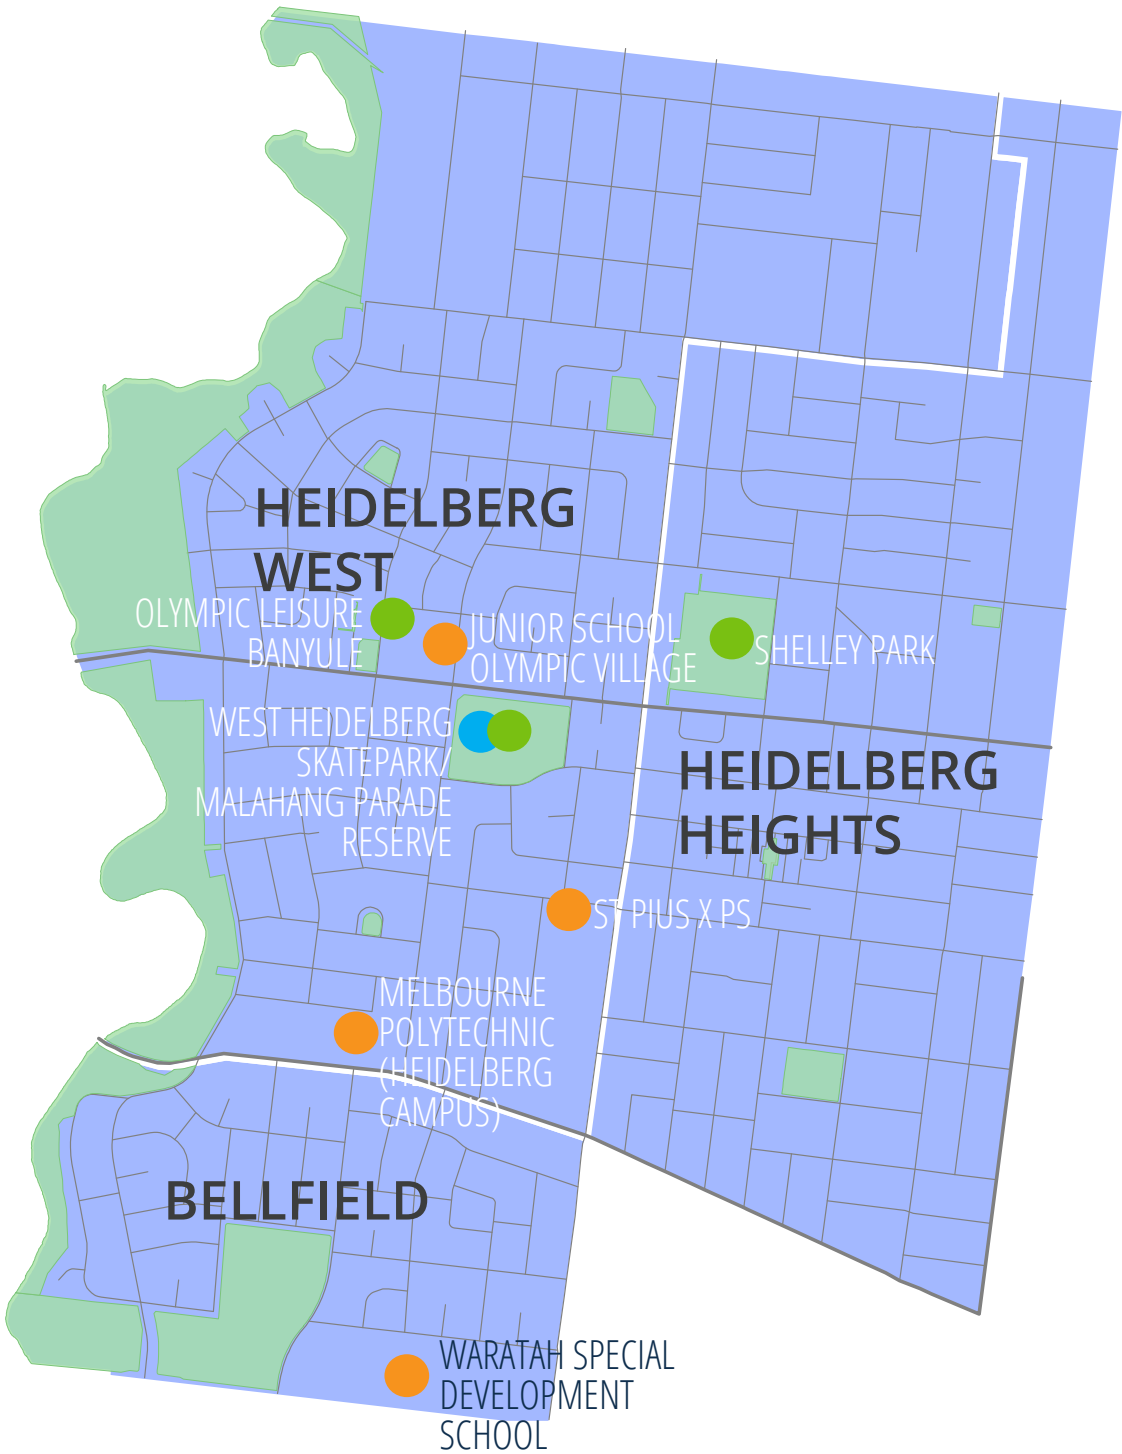 HEIDELBERG
WEST
OLYMPIC LEISURE
BANYULE
JUNIOR SCHOOL
OLYMPIC VILLAGE
SHELLEY PARK
WEST HEIDELBERG
SKATEPARK/
MALAHANG PARADE
RESERVE
HEIDELBERG
HEIGHTS
ST PIUS X PS
MELBOURNE
POLYTECHNIC
(HEIDELBERG
CAMPUS)
BELLFIELD
WARATAH SPECIAL
DEVELOPMENT
SCHOOL